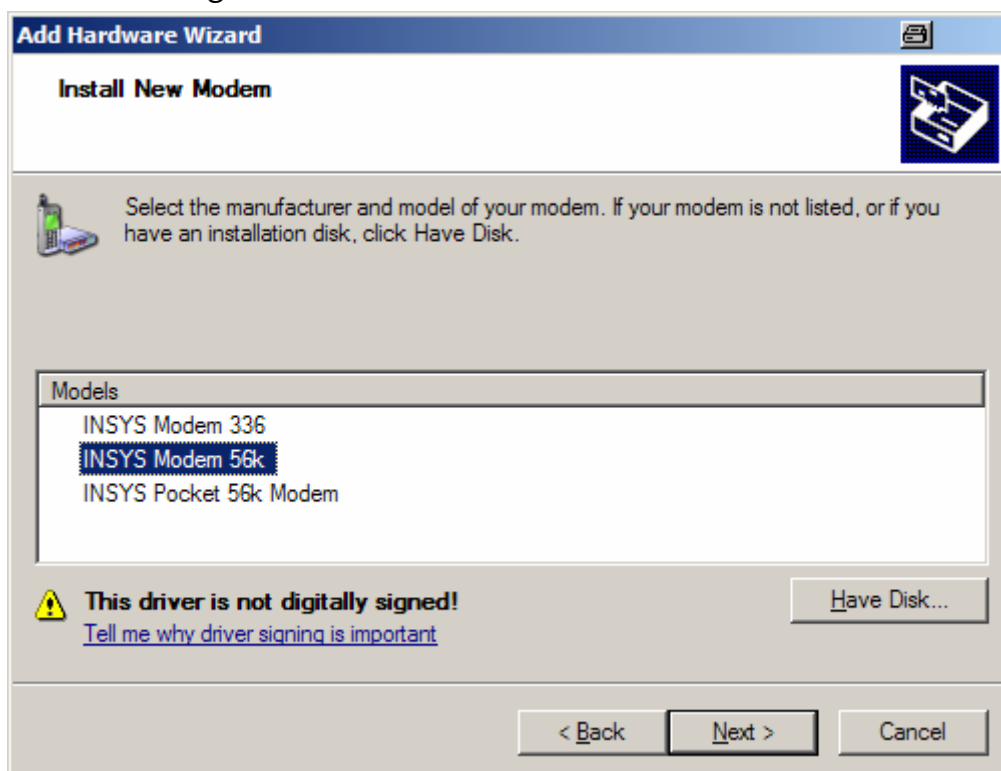 Add Hardware Wizard
Install New Modem
Select the manufacturer and model of your modem. If your modem is not listed, or if you
have an installation disk, click Have Disk.
Models
INSYS Modem 336
INSYS Modem 56k
INSYS Pocket 56k Modem
This driver is not digitally signed!
Have Disk...
Tell me why driver signing is important
< Back
Next >
Cancel